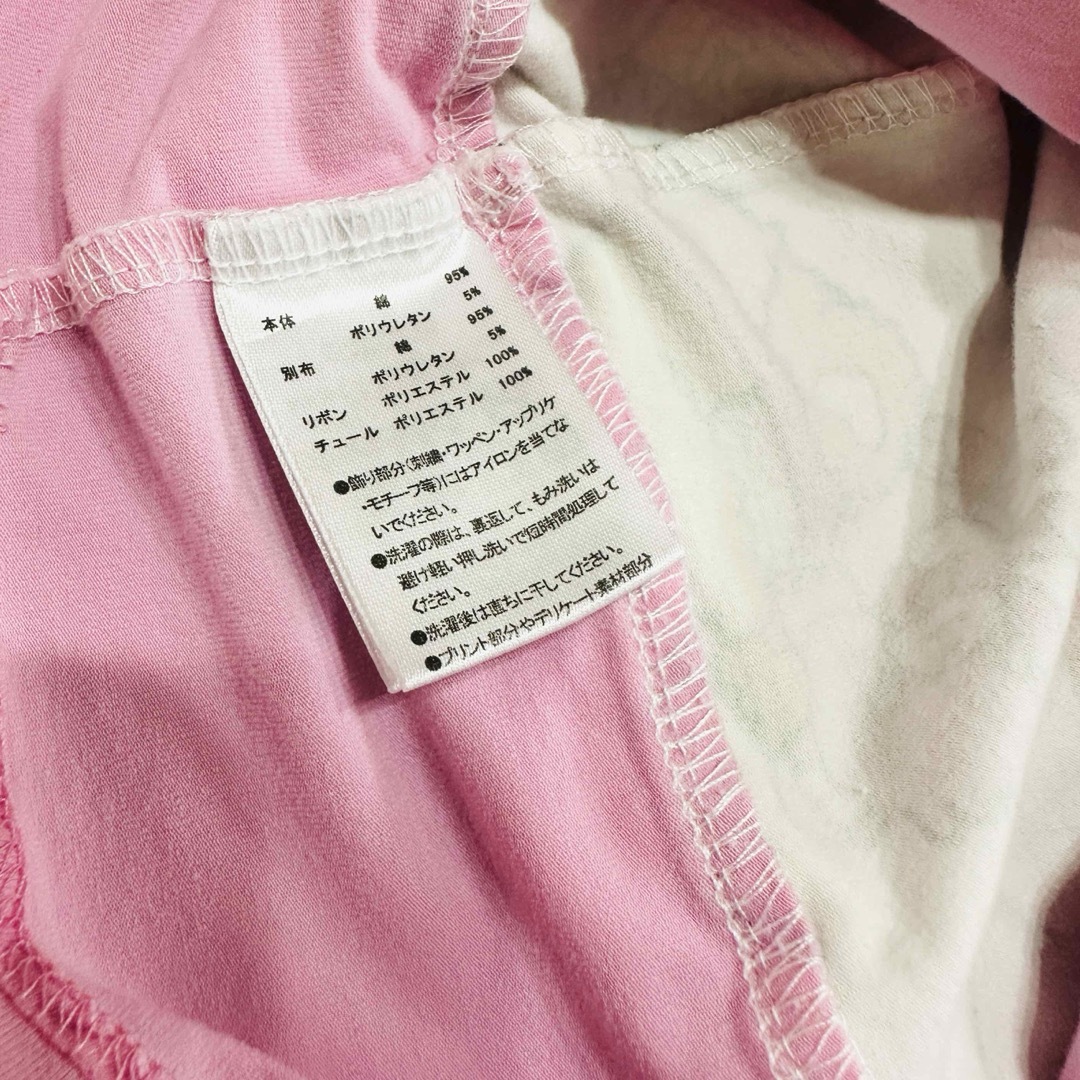 本体 綿 95%
ポリウレタン 5%
別布 綿 95%
ポリウレタン 5%
リボン ポリエステル 100%
チュール ポリエステル 100%
●飾り部分(刺繍・ワッペン・アップリケ
・モチーフ等)にはアイロンを当てな
いでください。
●洗濯の際は、裏返して、もみ洗いは
避け軽い押し洗いで短時間処理して
ください。
●洗濯後は直ちに干してください。
●プリント部分やデリケート素材部分